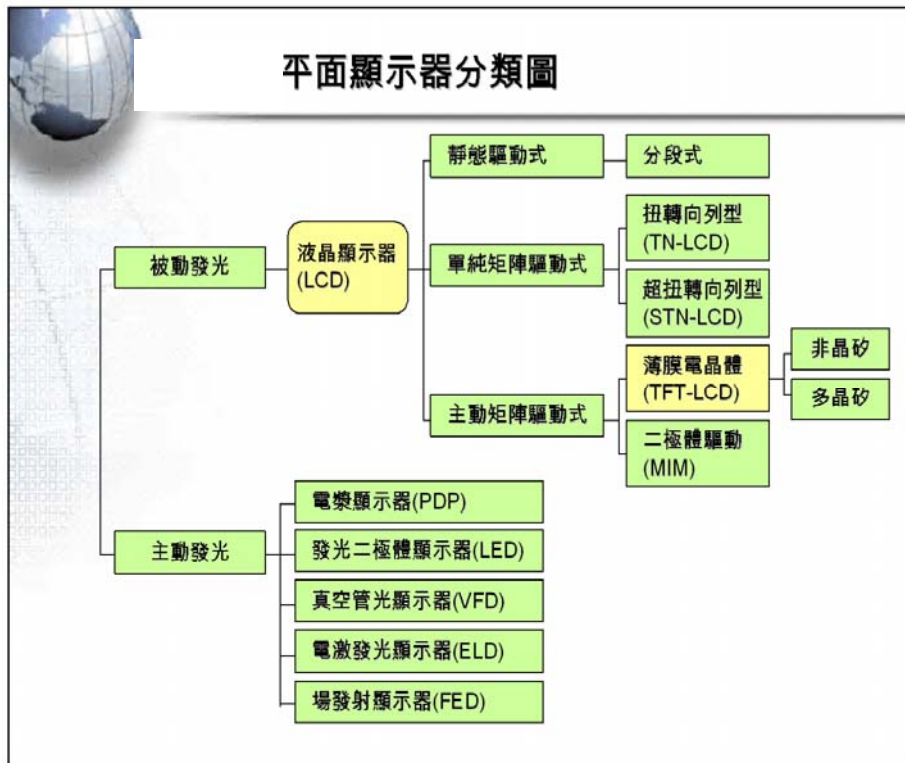 平面顯示器分類圖
靜態驅動式
分段式
被動發光
液晶顯示器
(LCD)
單純矩陣驅動式
扭轉向列型
(TN-LCD)
超扭轉向列型
(STN-LCD)
主動矩陣驅動式
薄膜電晶體
(TFT-LCD)
非晶矽
多晶矽
二極體驅動
(MIM)
主動發光
電漿顯示器(PDP)
發光二極體顯示器(LED)
真空管光顯示器(VFD)
電激發光顯示器(ELD)
場發射顯示器(FED)